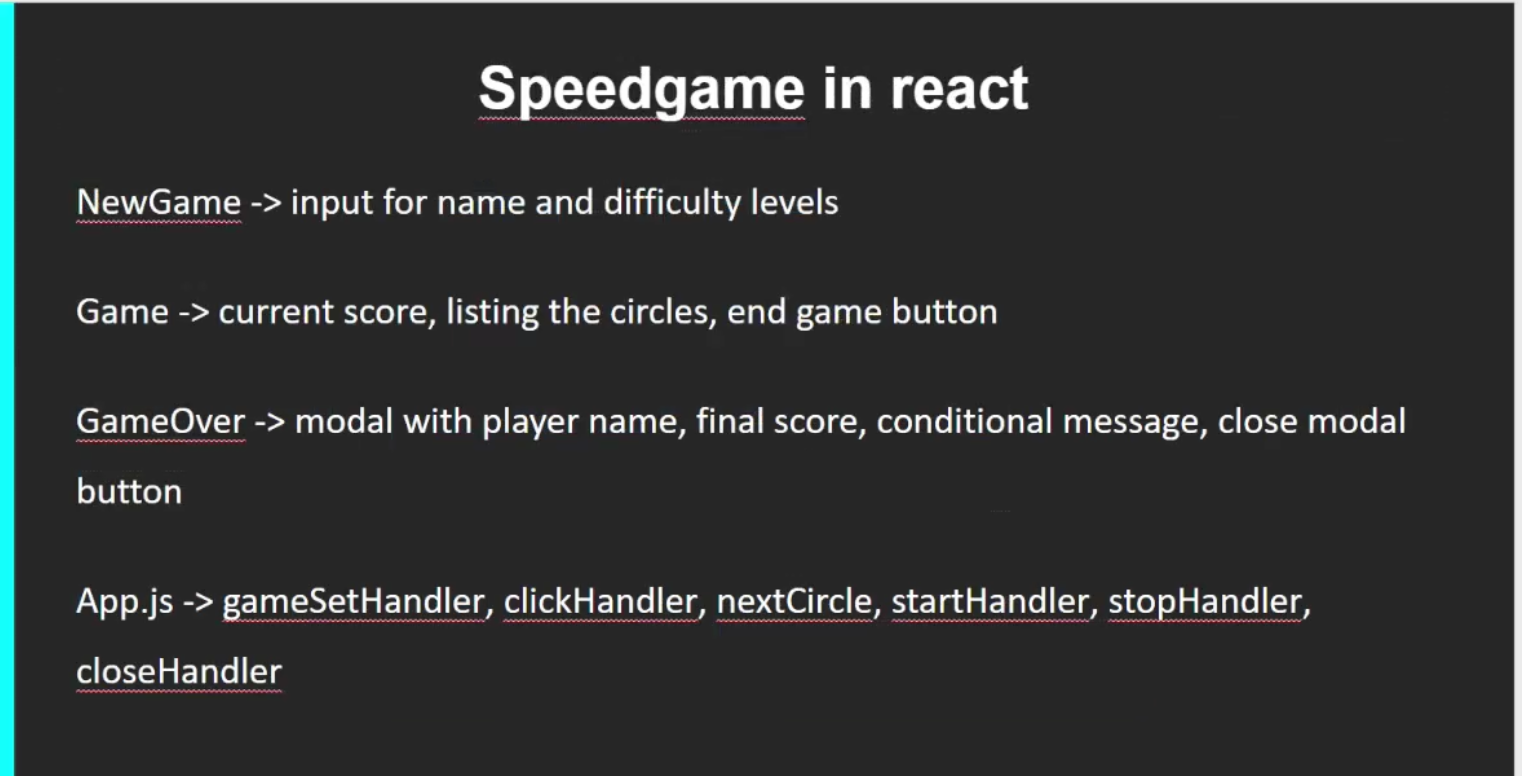 Speedgame in react
NewGame -> input for name and difficulty levels
Game -> current score, listing the circles, end game button
GameOver -> modal with player name, final score, conditional message, close modal
button
App.js -> gameSetHandler, clickHandler, nextCircle, startHandler, stopHandler,
closeHandler